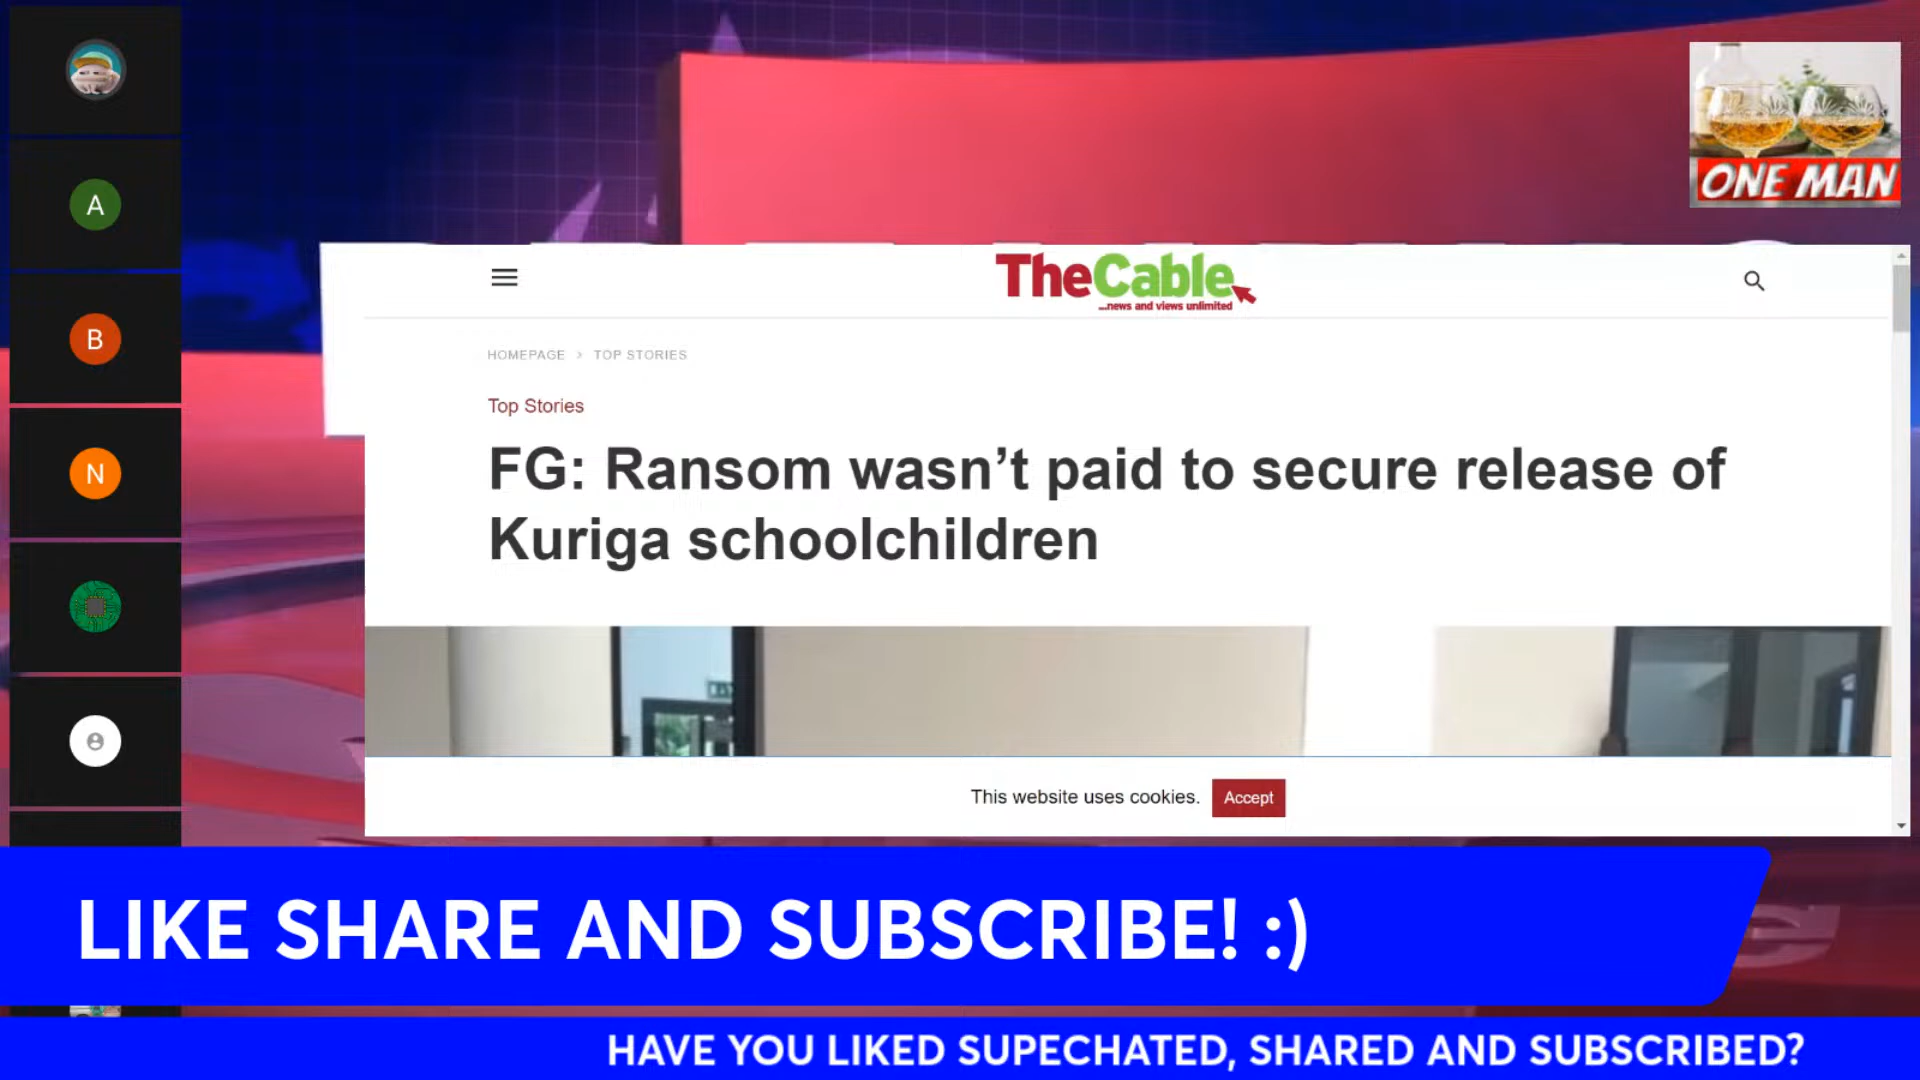 A
B
N
ONE MAN
TheCable
...news and views unlimited
HOMEPAGE > TOP STORIES
Top Stories
FG: Ransom wasn't paid to secure release of
Kuriga schoolchildren
This website uses cookies. Accept
LIKE SHARE AND SUBSCRIBE! :)
HAVE YOU LIKED SUPECHATED, SHARED AND SUBSCRIBED?